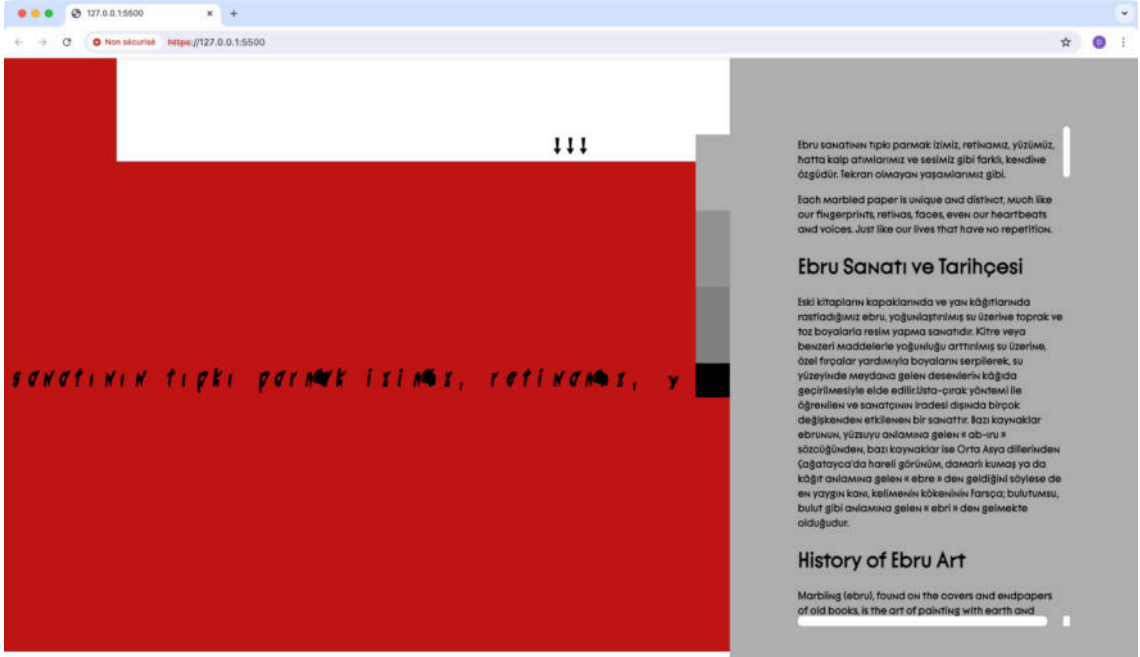 127.0.0.1:5500
Non sécurisé https://127.0.0.1:5500
D
sanatının tıpkı parmak izimiz, retinamız, y
Ebru sanatının tıpkı parmak izimiz, retinamız, yüzümüz,
hatta kalp atımlarımız ve sesimiz gibi farklı, kendine
özgüdür. Tekrarı olmayan yaşamlarımız gibi.
Each marbled paper is unique and distinct, much like
our fingerprints, retinas, faces, even our heartbeats
and voices. Just like our lives that have no repetition.
Ebru Sanatı ve Tarihçesi
Eski kitapların kapaklarında ve yan kâğıtlarında
rastladığımız ebru, yoğunlaştırılmış su üzerine toprak ve
toz boyalarla resim yapma sanatıdır. Kitre veya
benzeri maddelerle yoğunluğu arttırılmış su üzerine,
özel fırçalar yardımıyla boyaların serpilerek, su
yüzeyinde meydana gelen desenlerin kâğıda
geçirilmesiyle elde edilir.Usta-çırak yöntemi ile
öğrenilen ve sanatçının iradesi dışında birçok
değişkenden etkilenen bir sanattır. Bazı kaynaklar
ebrunun, yüzsuyu anlamına gelen « ab-ıru »
sözcüğünden, bazı kaynaklar ise Orta Asya dillerinden
Çağatayca'da hareli görünüm, damarlı kumaş ya da
kâğıt anlamına gelen « ebre » den geldiğini söylese de
en yaygın kanı, kelimenin kökeninin Farsça; bulutumsu,
bulut gibi anlamına gelen « ebri » den gelmekte
olduğudur.
History of Ebru Art
Marbling (ebru), found on the covers and endpapers
of old books, is the art of painting with earth and